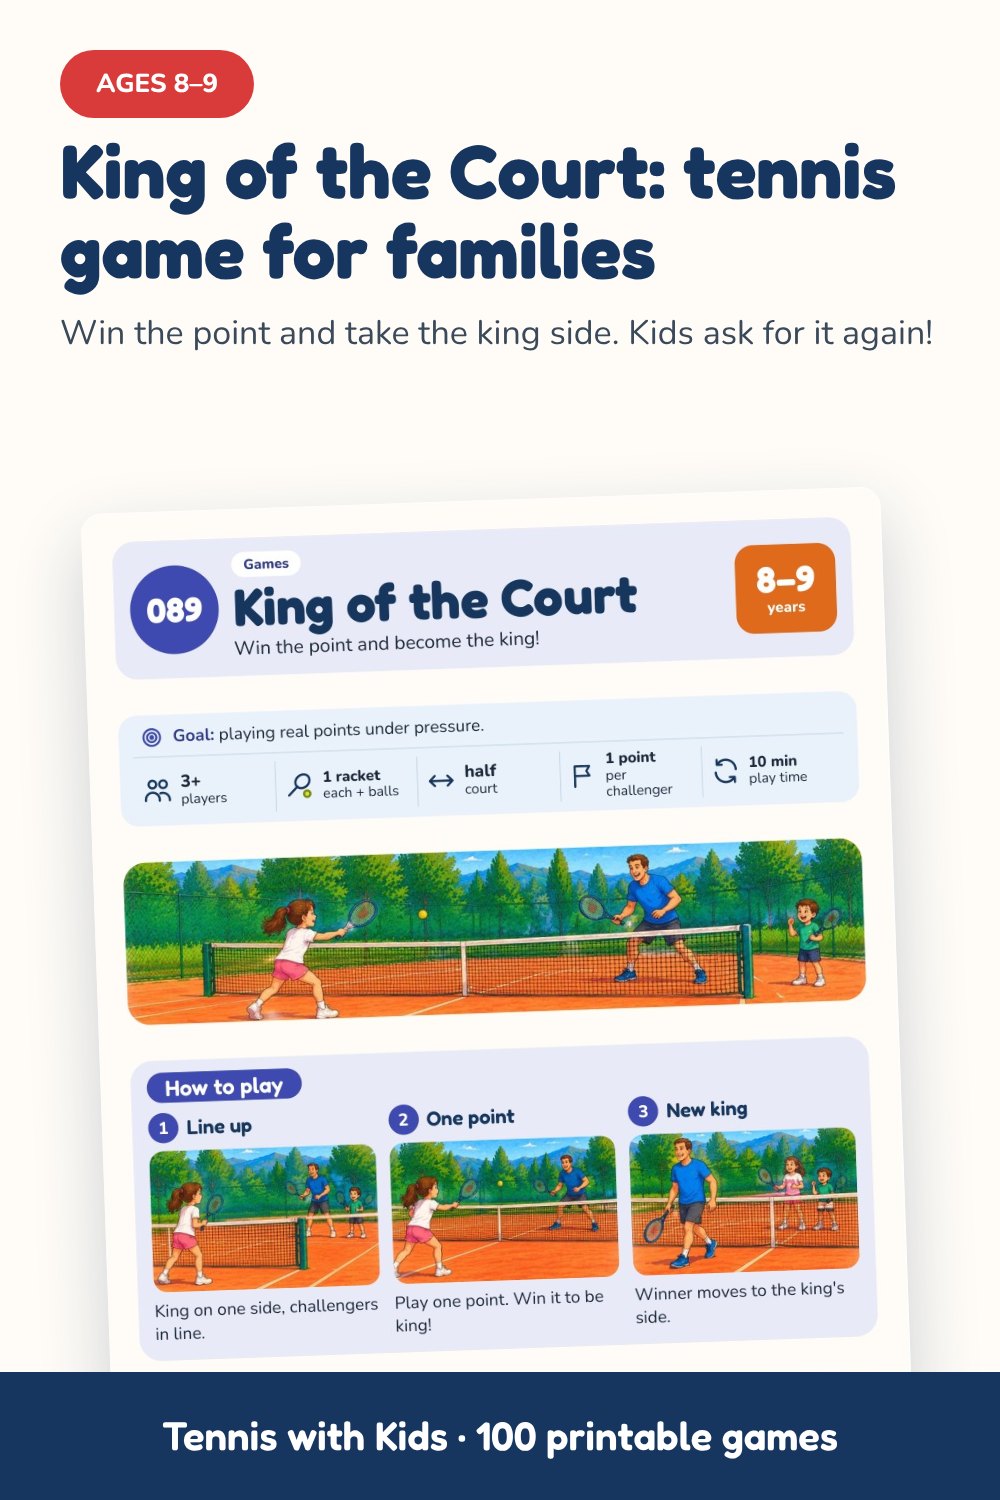 AGES 8–9
King of the Court: tennis
game for families
Win the point and take the king side. Kids ask for it again!
089
Games
King of the Court
Win the point and become the king!
8–9
years
Goal: playing real points under pressure.
3+
players
1 racket
each + balls
half
court
1 point
per
challenger
10 min
play time
How to play
1 Line up
King on one side, challengers
in line.
2 One point
Play one point. Win it to be
king!
3 New king
Winner moves to the king's
side.
Tennis with Kids · 100 printable games